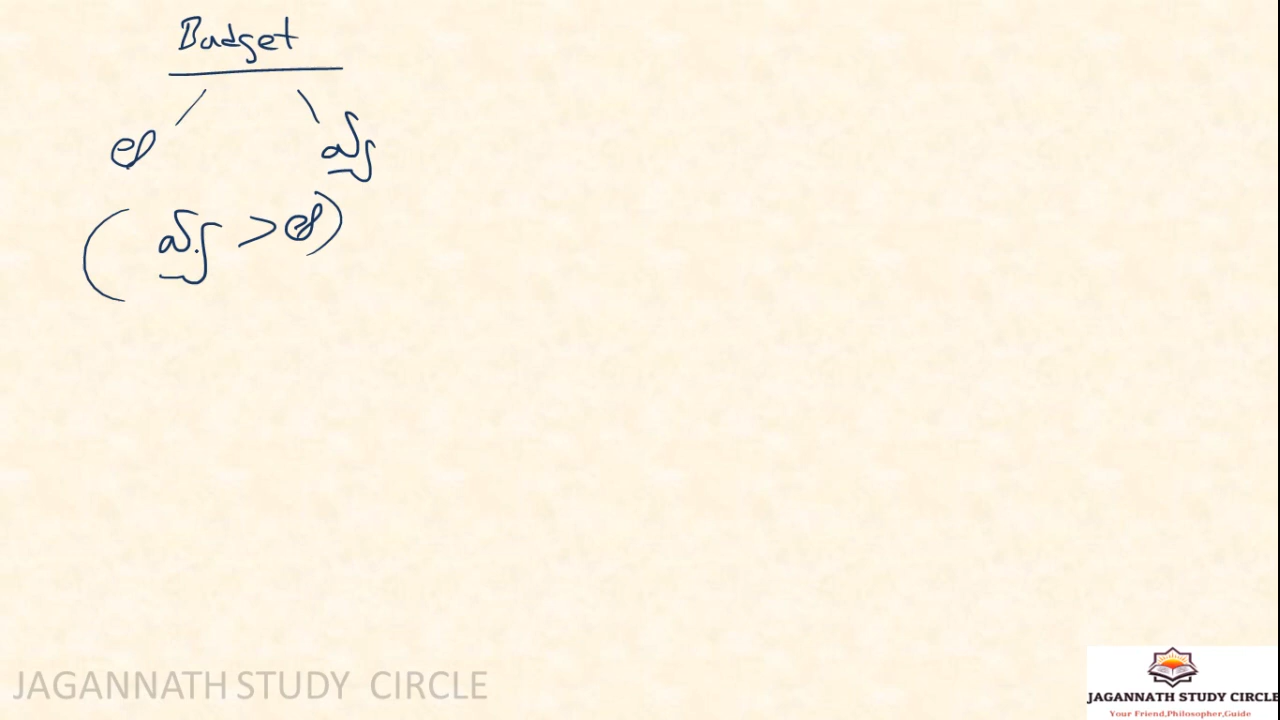 Budget
ఆ వ్య
( వ్య > ఆ )
JAGANNATH STUDY CIRCLE
JAGANNATH STUDY CIRCLE
Your Friend,Philosopher,Guide